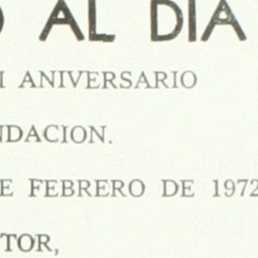 O AL DIA
I ANIVERSARIO
NDACION.
E FEBRERO DE 1972
TOR,